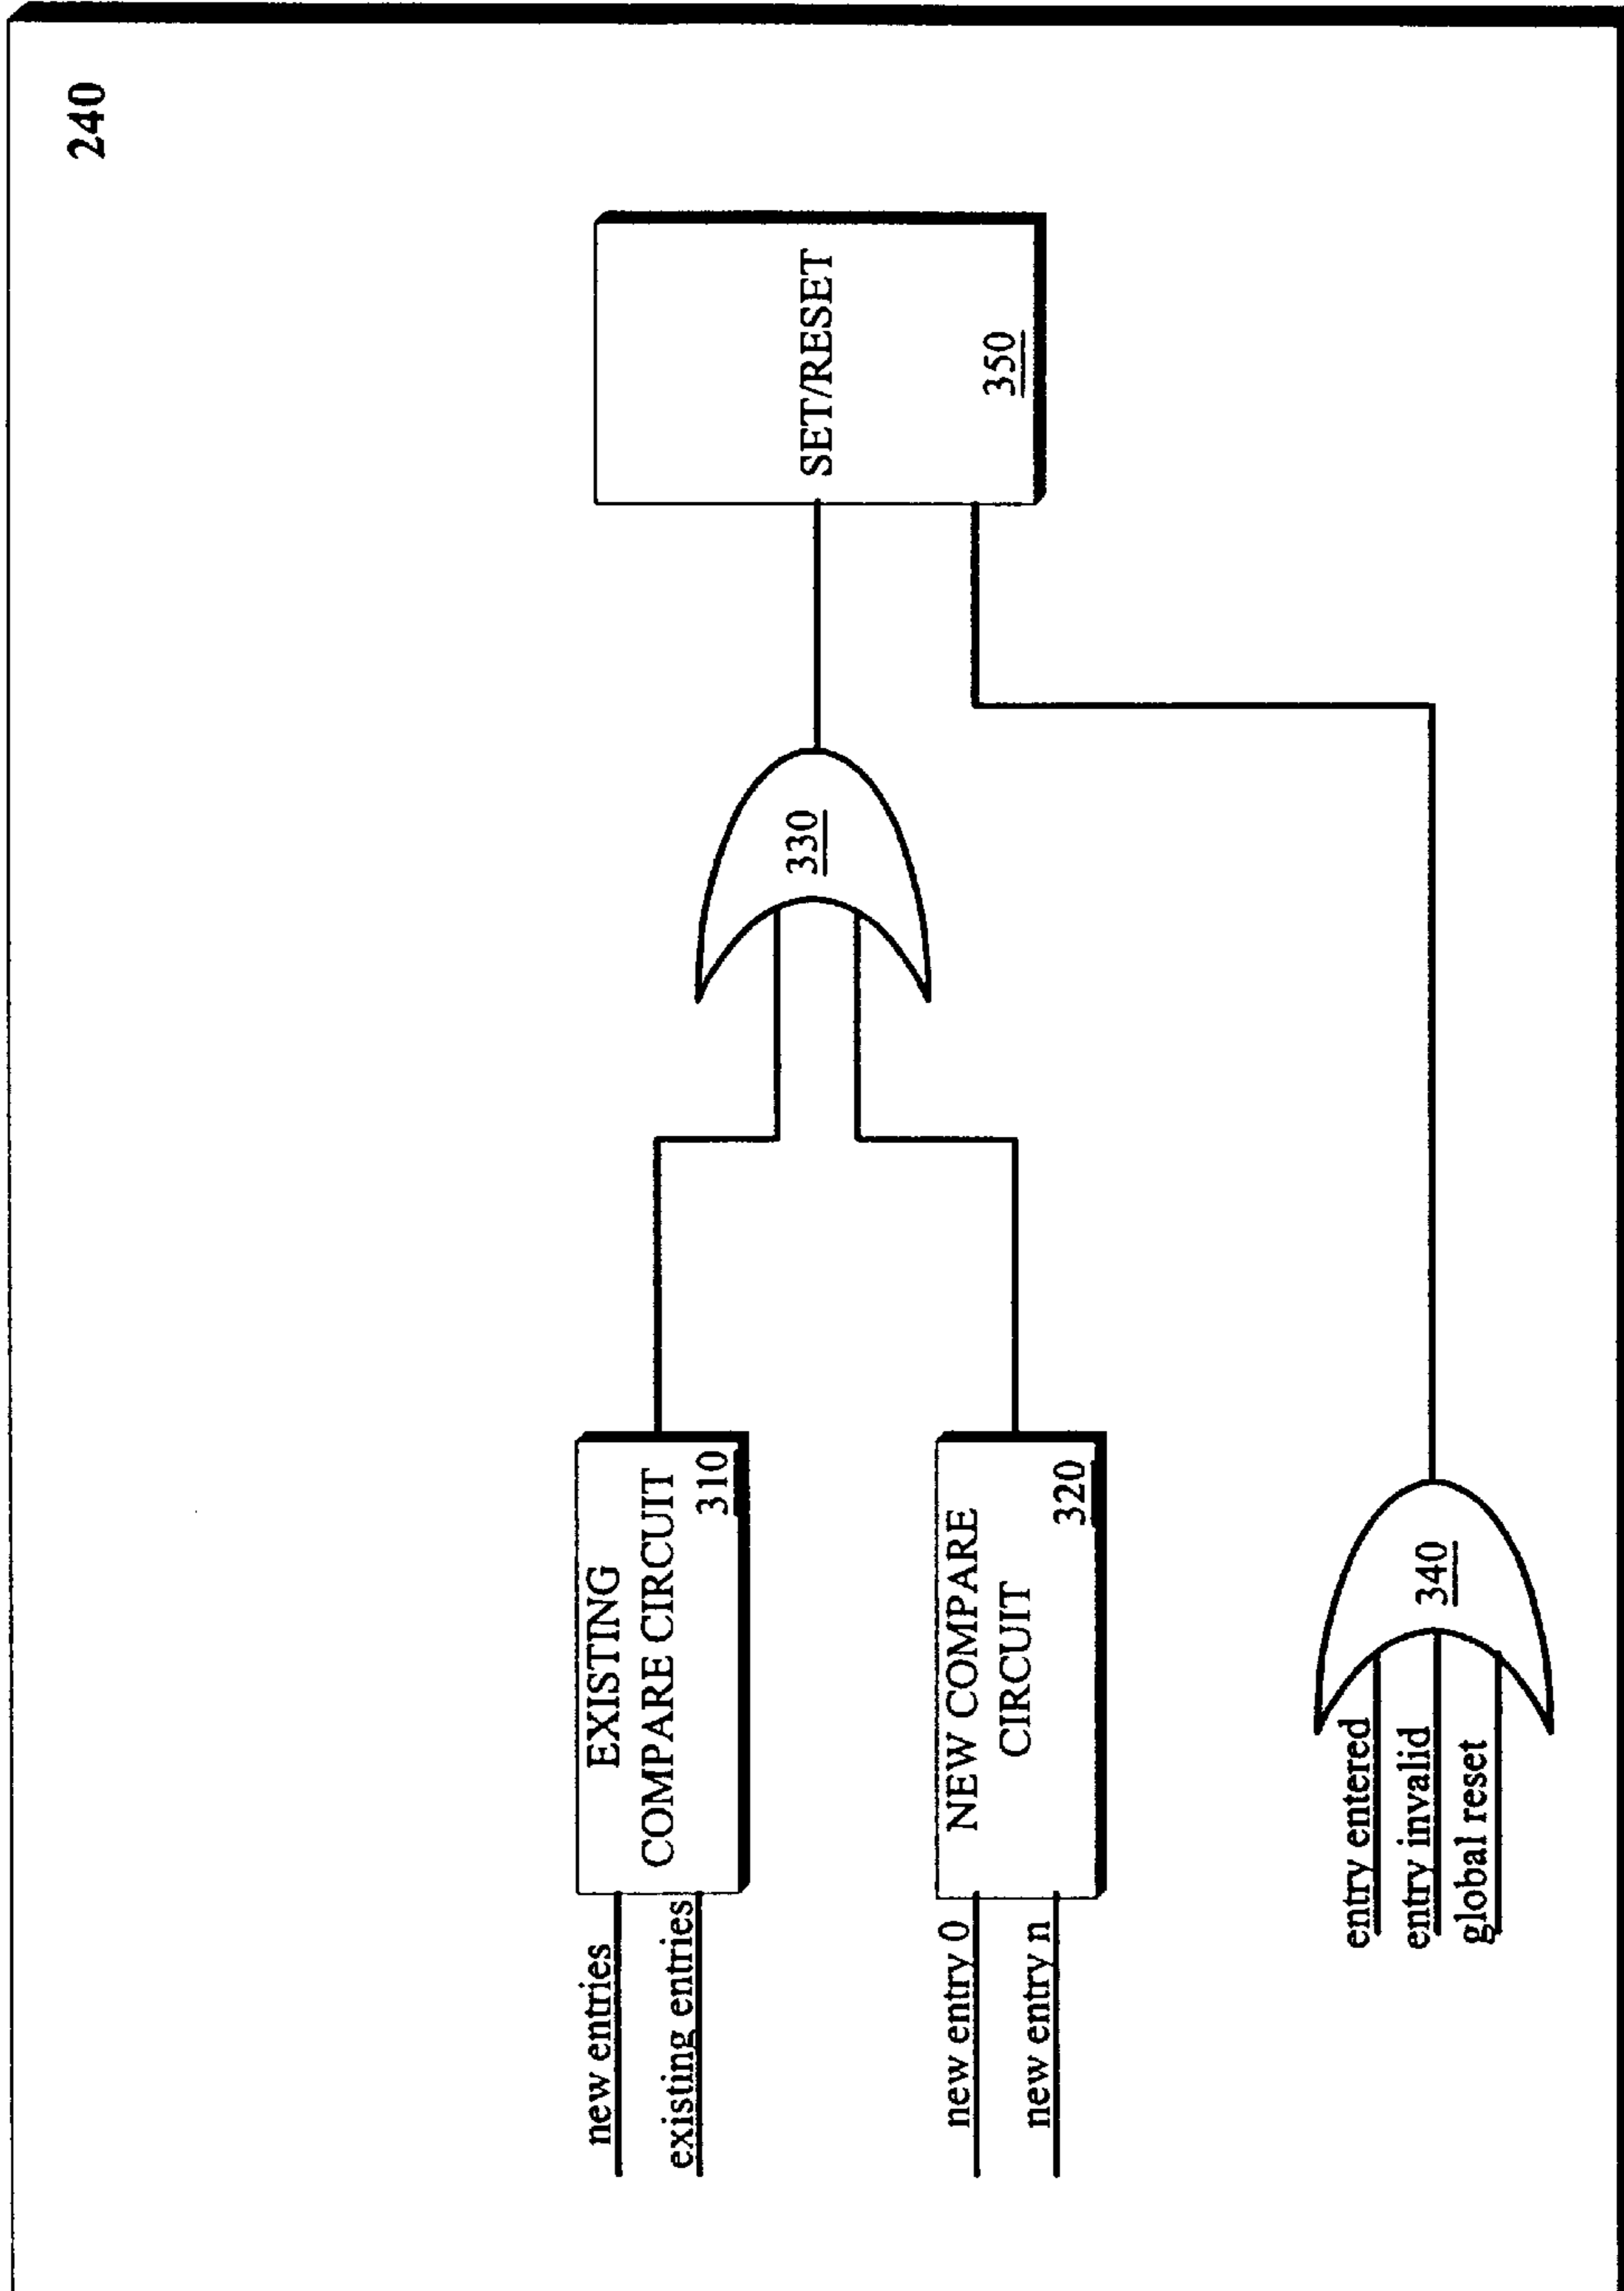 240
new entries
existing entries
EXISTING
COMPARE CIRCUIT
310
new entry 0
new entry n
NEW COMPARE
CIRCUIT
320
330
SET/RESET
350
entry entered
entry invalid
global reset
340